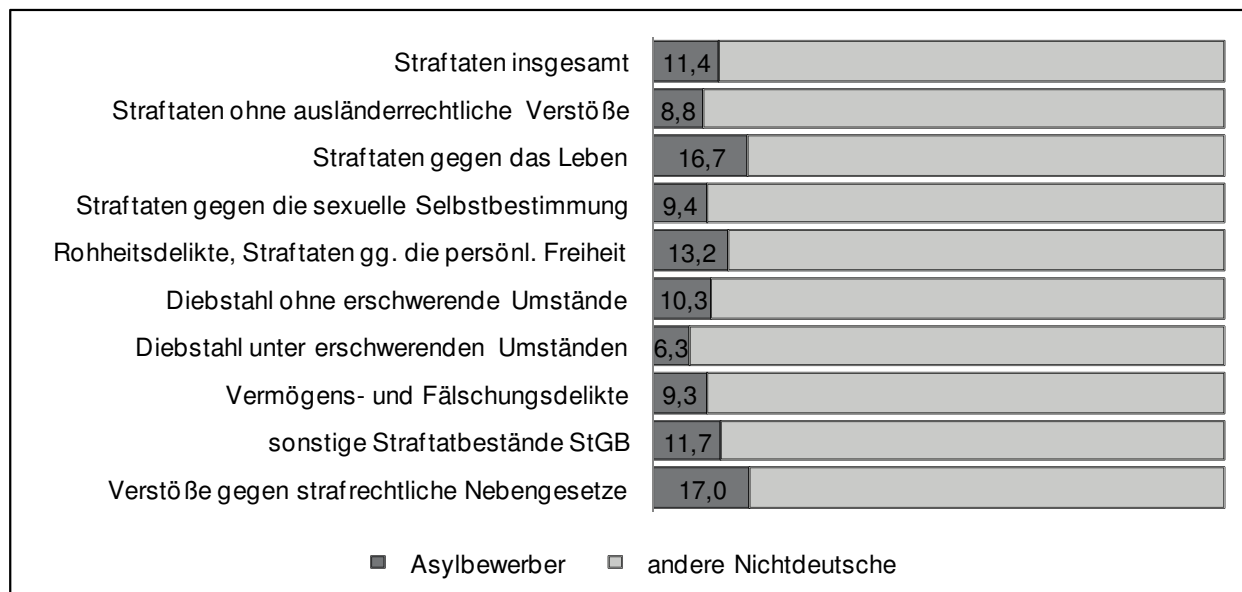 Straftaten insgesamt 11,4
Straftaten ohne ausländerrechtliche Verstöße 8,8
Straftaten gegen das Leben 16,7
Straftaten gegen die sexuelle Selbstbestimmung 9,4
Rohheitsdelikte, Straftaten gg. die persönl. Freiheit 13,2
Diebstahl ohne erschwerende Umstände 10,3
Diebstahl unter erschwerenden Umständen 6,3
Vermögens- und Fälschungsdelikte 9,3
sonstige Straftatbestände StGB 11,7
Verstöße gegen strafrechtliche Nebengesetze 17,0
Asylbewerber andere Nichtdeutsche